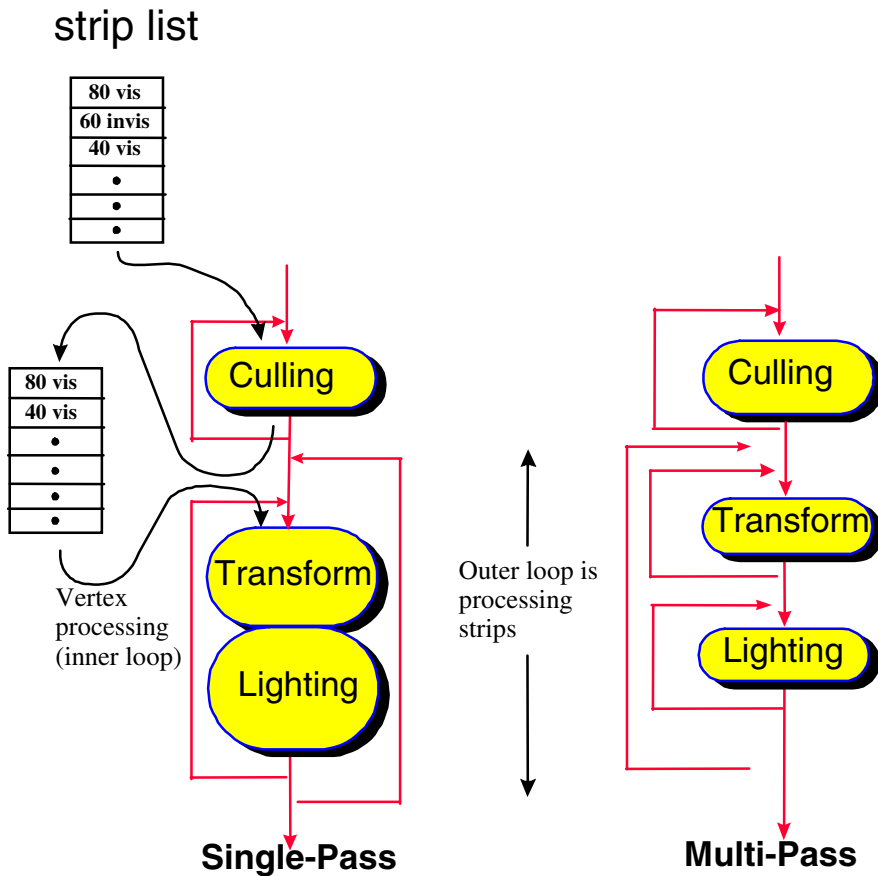 strip list
80 vis
60 invis
40 vis
80 vis
40 vis
Culling
Transform
Lighting
Vertex
processing
(inner loop)
Single-Pass
Outer loop is
processing
strips
Culling
Transform
Lighting
Multi-Pass